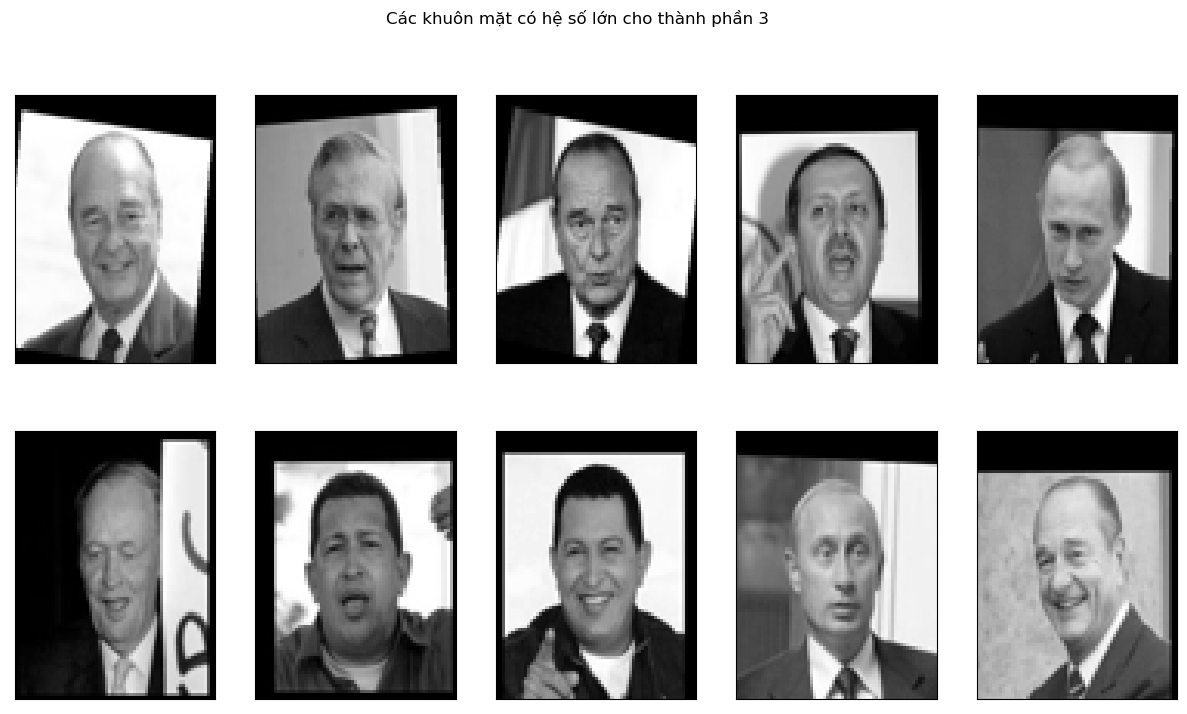 Các khuôn mặt có hệ số lớn cho thành phần 3